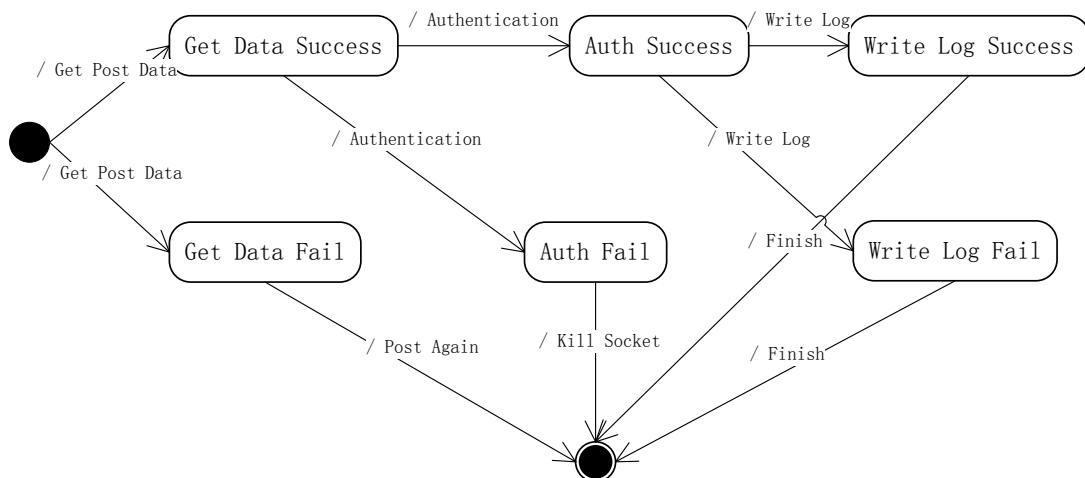 / Authentication
/ Write Log
Get Data Success
Auth Success
Write Log Success
/ Get Post Data
/ Authentication
/ Write Log
/ Get Post Data
/ Finish
Get Data Fail
Auth Fail
Write Log Fail
/ Post Again
/ Kill Socket
/ Finish